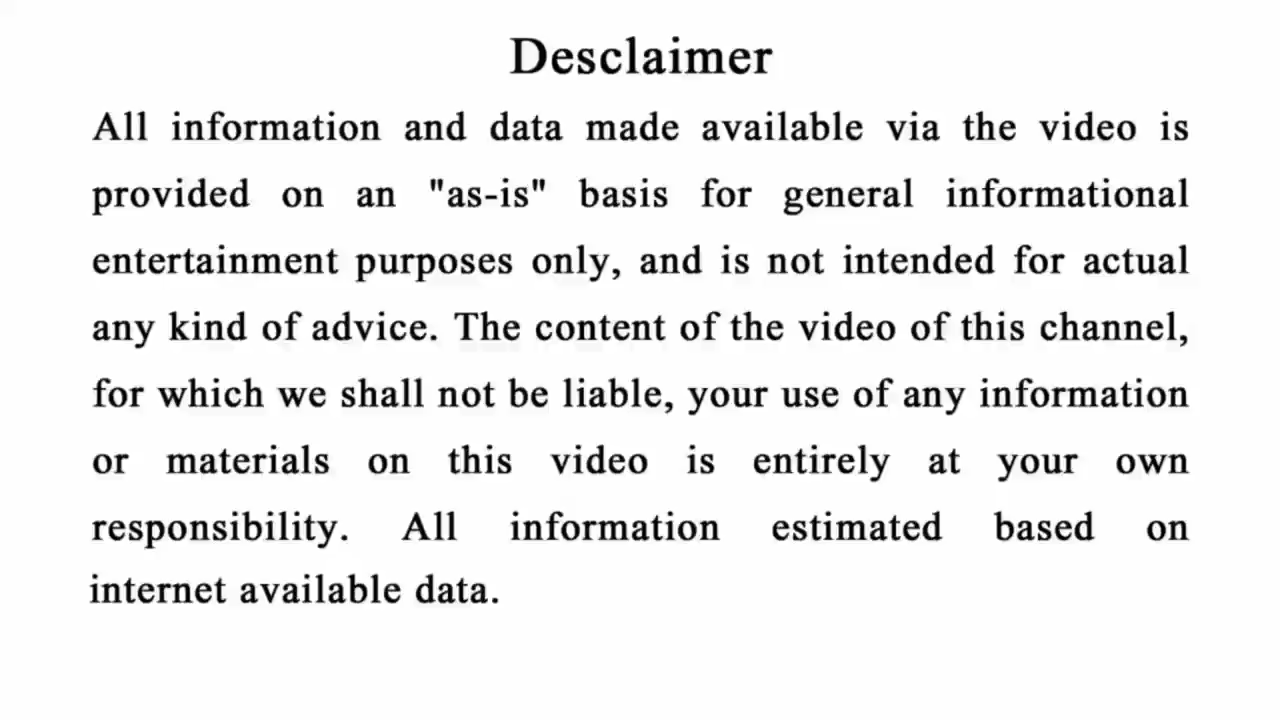 Desclaimer
All information and data made available via the video is
provided on an "as-is" basis for general informational
entertainment purposes only, and is not intended for actual
any kind of advice. The content of the video of this channel,
for which we shall not be liable, your use of any information
or materials on this video is entirely at your own
responsibility. All information estimated based on
internet available data.